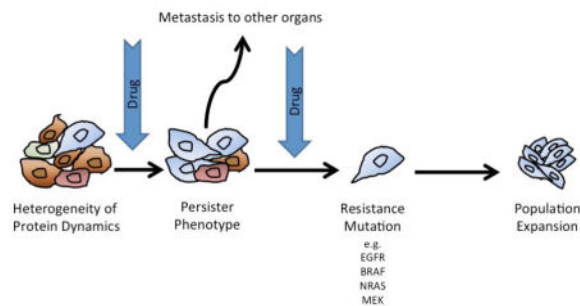 Metastasis to other organs
Drug
Drug
Heterogeneity of
Protein Dynamics
Persister
Phenotype
Resistance
Mutation
e.g.
EGFR
BRAF
NRAS
MEK
Population
Expansion